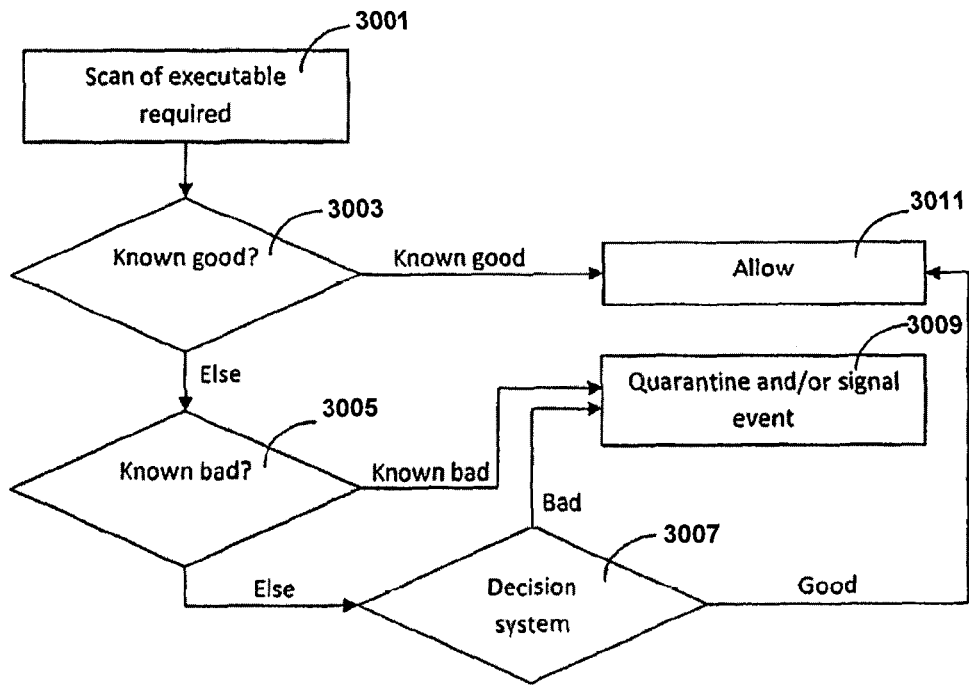 3001
Scan of executable
required
3003
Known good?
Known good
3011
Allow
Else
3009
Quarantine and/or signal
event
3005
Known bad?
Known bad
Bad
3007
Else
Decision
system
Good